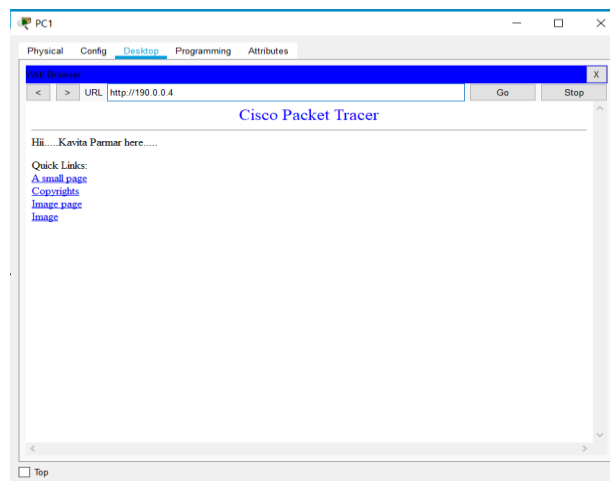 PC1
Physical Config Desktop Programming Attributes
Web Browser X
< > URL http://190.0.0.4 Go Stop
Cisco Packet Tracer
Hii.....Kavita Parmar here.....
Quick Links:
A small page
Copyrights
Image page
Image
Top